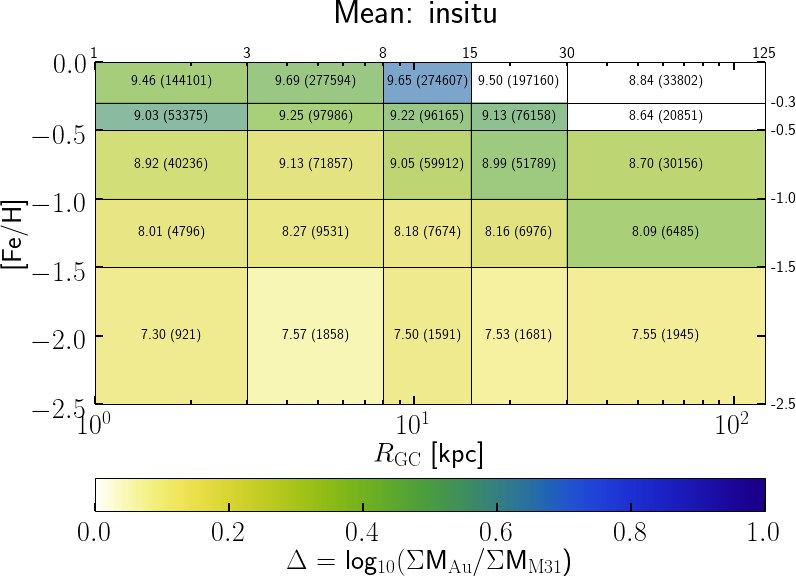 Mean: insitu
1 3 8 15 30 125
0.0 9.46 (144101) 9.69 (277594) 9.65 (274607) 9.50 (197160) 8.84 (33802)
-0.3
9.03 (53375) 9.25 (97986) 9.22 (96165) 9.13 (76158) 8.64 (20851)
−0.5 -0.5
8.92 (40236) 9.13 (71857) 9.05 (59912) 8.99 (51789) 8.70 (30156)
−1.0 -1.0
[Fe/H]
8.01 (4796) 8.27 (9531) 8.18 (7674) 8.16 (6976) 8.09 (6485)
−1.5 -1.5
−2.0 7.30 (921) 7.57 (1858) 7.50 (1591) 7.53 (1681) 7.55 (1945)
−2.5 -2.5
10⁰ 10¹ 10²
R_GC [kpc]
0.0 0.2 0.4 0.6 0.8 1.0
Δ = log₁₀(ΣM_Au/ΣM_M31)